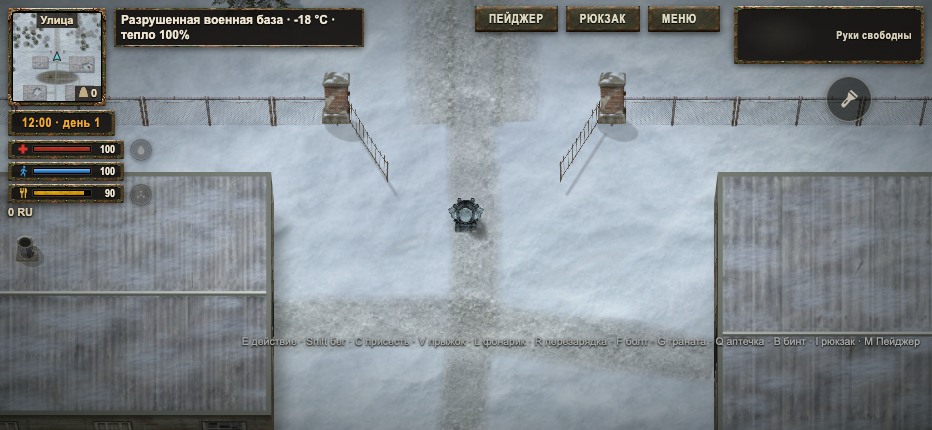 Улица
0
Разрушенная военная база · -18 °C ·
тепло 100%
ПЕЙДЖЕР
РЮКЗАК
МЕНЮ
Руки свободны
12:00 · день 1
100
100
90
0 RU
E действие · Shift бег · C присесть · V прыжок · L фонарик · R перезарядка · F болт · G граната · Q аптечка · B бинт · I рюкзак · M Пейджер